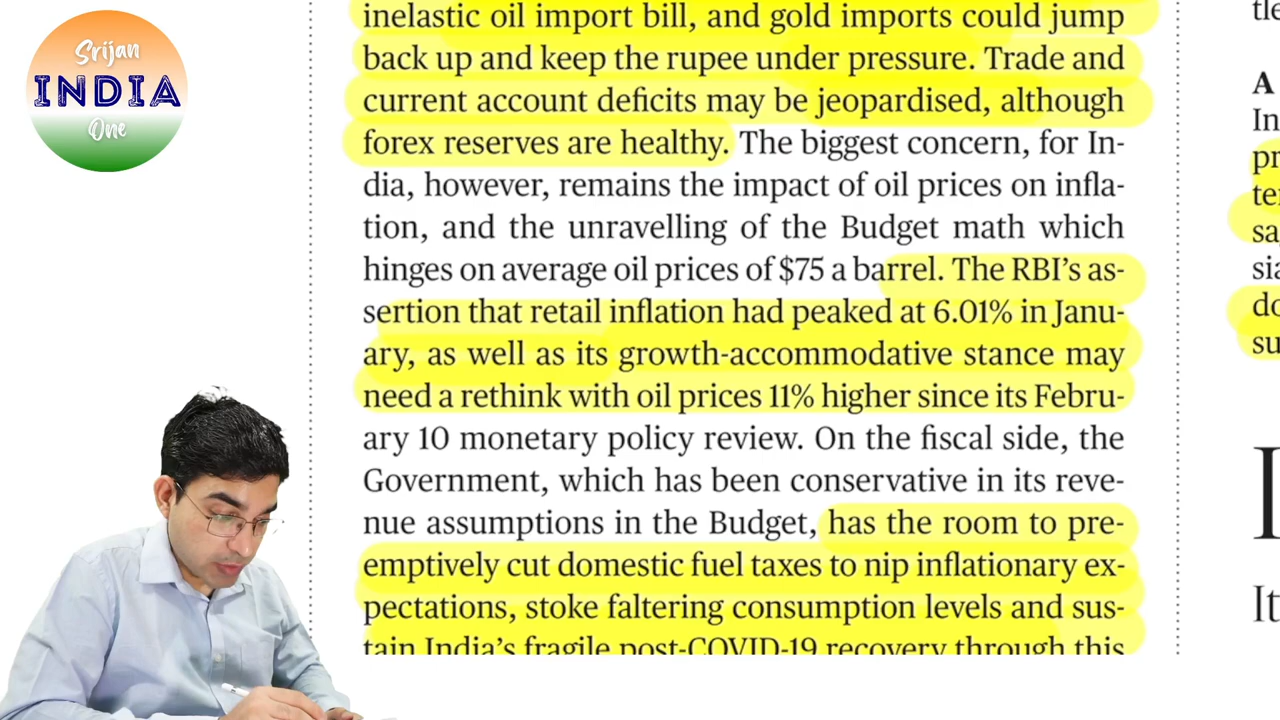 Srijan
INDIA
One
inelastic oil import bill, and gold imports could jump
back up and keep the rupee under pressure. Trade and
current account deficits may be jeopardised, although
forex reserves are healthy. The biggest concern, for In-
dia, however, remains the impact of oil prices on infla-
tion, and the unravelling of the Budget math which
hinges on average oil prices of $75 a barrel. The RBI’s as-
sertion that retail inflation had peaked at 6.01% in Janu-
ary, as well as its growth-accommodative stance may
need a rethink with oil prices 11% higher since its Febru-
ary 10 monetary policy review. On the fiscal side, the
Government, which has been conservative in its reve-
nue assumptions in the Budget, has the room to pre-
emptively cut domestic fuel taxes to nip inflationary ex-
pectations, stoke faltering consumption levels and sus-
tain India’s fragile post-COVID-19 recovery through this
A
It